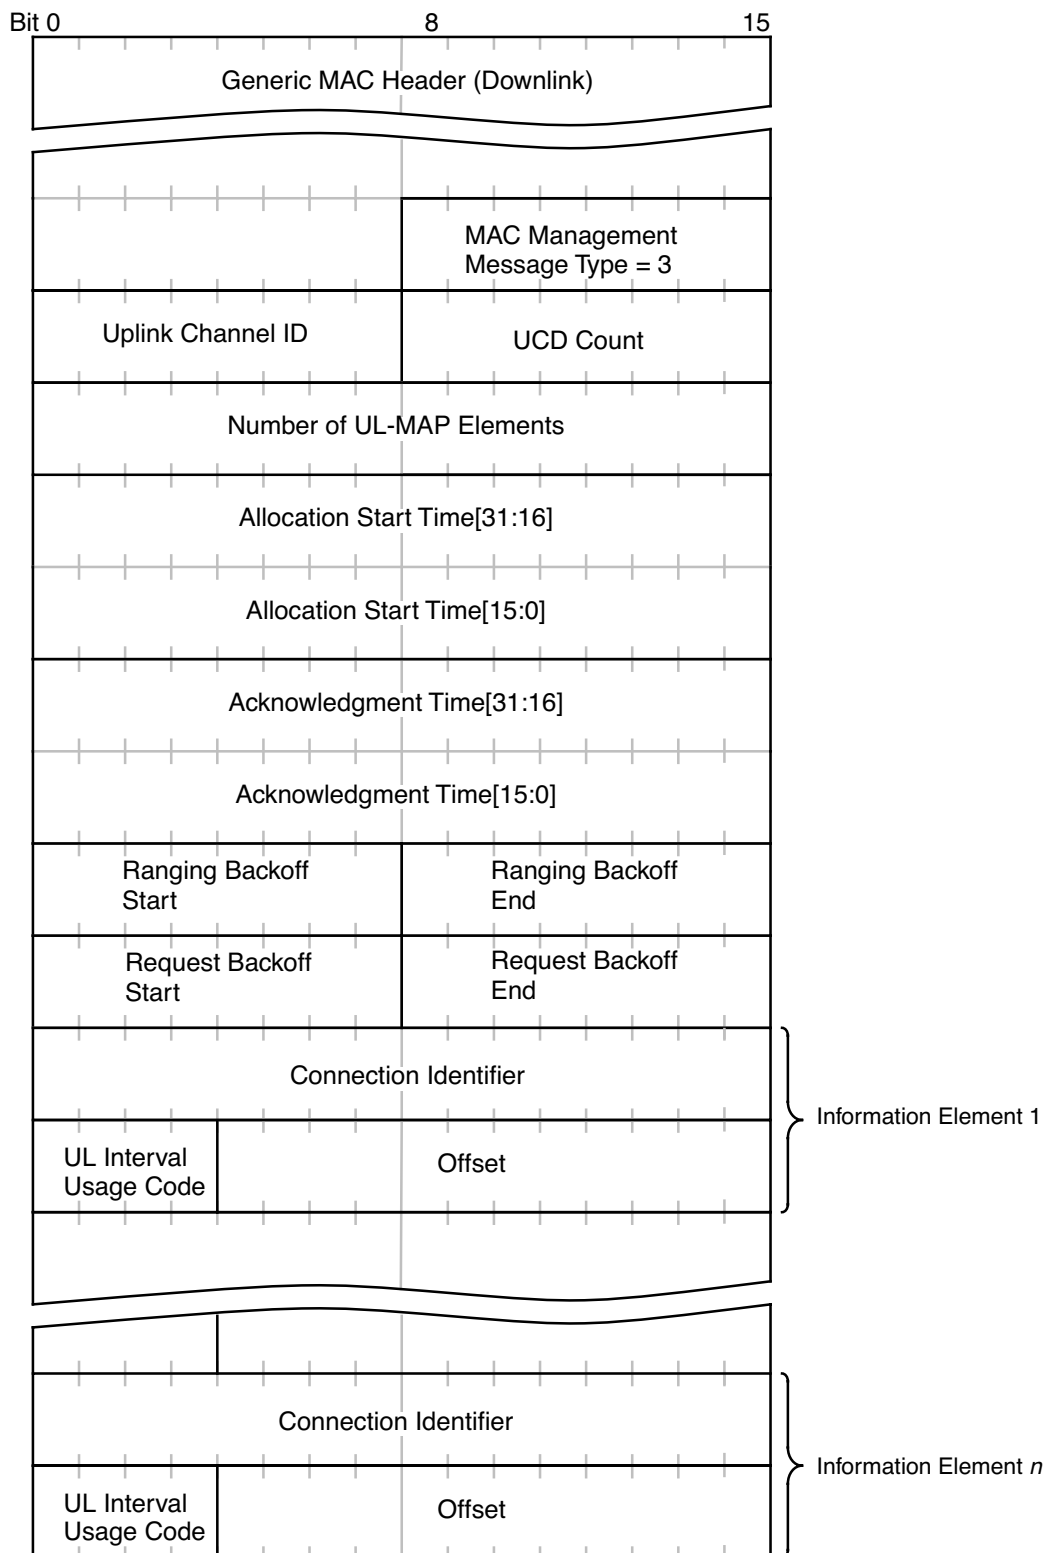 Bit 0 8 15
Generic MAC Header (Downlink)
MAC Management
Message Type = 3
Uplink Channel ID
UCD Count
Number of UL-MAP Elements
Allocation Start Time[31:16]
Allocation Start Time[15:0]
Acknowledgment Time[31:16]
Acknowledgment Time[15:0]
Ranging Backoff
Start
Ranging Backoff
End
Request Backoff
Start
Request Backoff
End
Connection Identifier
Information Element 1
UL Interval
Usage Code
Offset
Connection Identifier
Information Element n
UL Interval
Usage Code
Offset